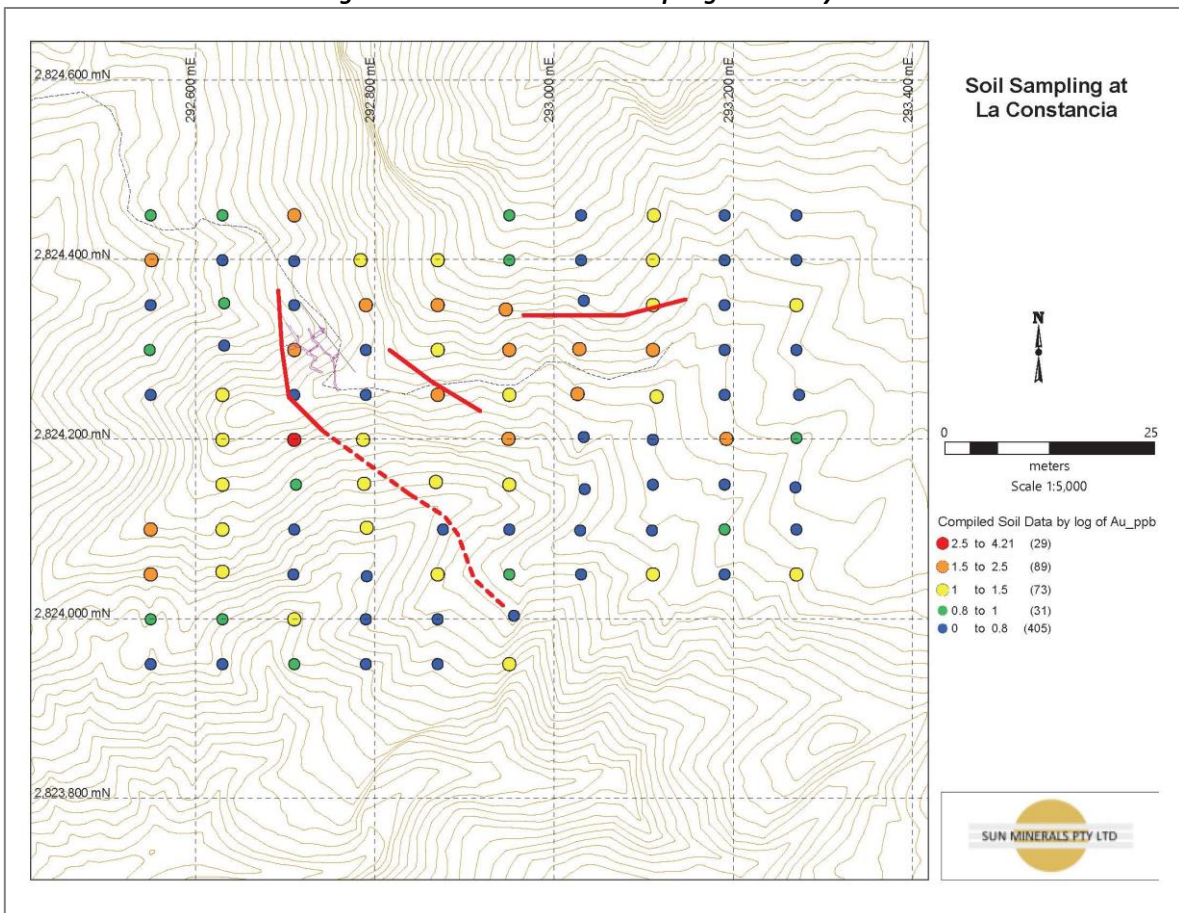 2,824.600 mN
292.600 mE
292.800 mE
293.000 mE
293.200 mE
293.400 mE
Soil Sampling at
La Constancia
2,824.400 mN
N
2,824.200 mN
0 25
meters
Scale 1:5,000
Compiled Soil Data by log of Au_ppb
2.5 to 4.21 (29)
1.5 to 2.5 (89)
1 to 1.5 (73)
0.8 to 1 (31)
0 to 0.8 (405)
2,824.000 mN
2,823.800 mN
SUN MINERALS PTY LTD